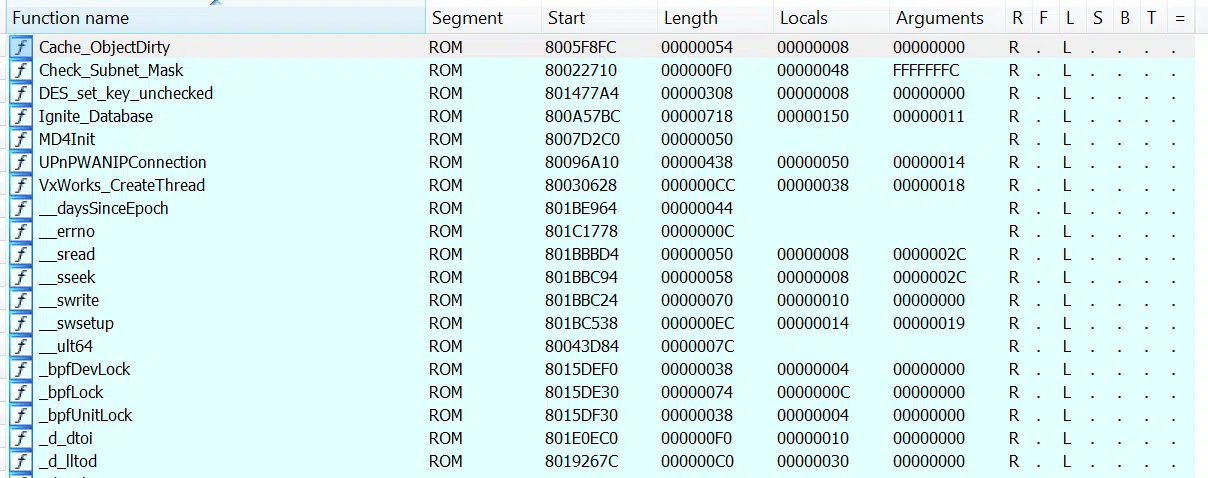 Function name Segment Start Length Locals Arguments R F L S B T =
f Cache_ObjectDirty ROM 8005F8FC 00000054 00000008 00000000 R . L . . . .
f Check_Subnet_Mask ROM 80022710 000000F0 00000048 FFFFFFFC R . L . . . .
f DES_set_key_unchecked ROM 801477A4 00000308 00000008 00000000 R . L . . . .
f Ignite_Database ROM 800A57BC 00000718 00000150 00000011 R . L . . . .
f MD4Init ROM 8007D2C0 00000050 R . L . . . .
f UPnPWANIPConnection ROM 80096A10 00000438 00000050 00000014 R . L . . . .
f VxWorks_CreateThread ROM 80030628 000000CC 00000038 00000018 R . L . . . .
f __daysSinceEpoch ROM 801BE964 00000044 R . L . . . .
f __errno ROM 801C1778 0000000C R . L . . . .
f __sread ROM 801BBBD4 00000050 00000008 0000002C R . L . . . .
f __sseek ROM 801BBC94 00000058 00000008 0000002C R . L . . . .
f __swrite ROM 801BBC24 00000070 00000010 00000000 R . L . . . .
f __swsetup ROM 801BC538 000000EC 00000014 00000019 R . L . . . .
f __ult64 ROM 80043D84 0000007C R . L . . . .
f _bpfDevLock ROM 8015DEF0 00000038 00000004 00000000 R . L . . . .
f _bpfLock ROM 8015DE30 00000074 0000000C 00000000 R . L . . . .
f _bpfUnitLock ROM 8015DF30 00000038 00000004 00000000 R . L . . . .
f _d_dtoi ROM 801E0EC0 000000F0 00000010 00000000 R . L . . . .
f _d_lltod ROM 8019267C 000000C0 00000030 00000000 R . L . . . .